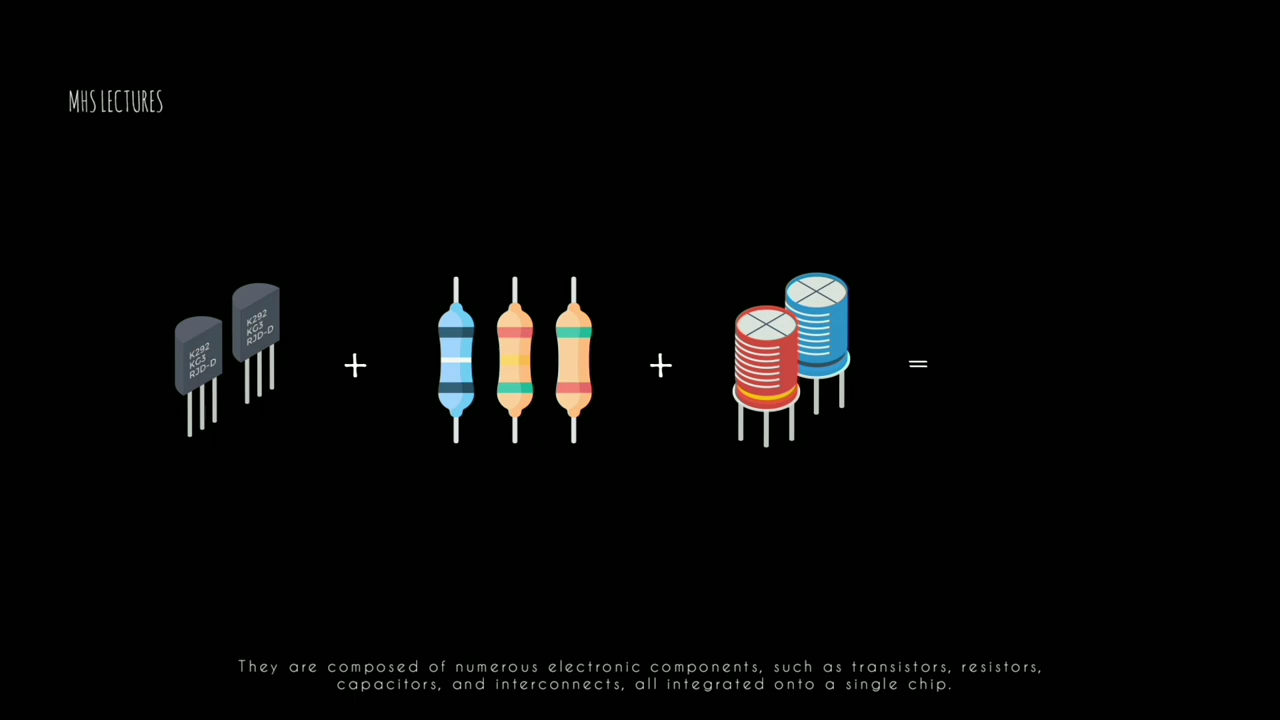 MHS LECTURES
K292
KG3
RJD-D
K292
KG3
RJD-D
+
+
=
They are composed of numerous electronic components, such as transistors, resistors,
capacitors, and interconnects, all integrated onto a single chip.